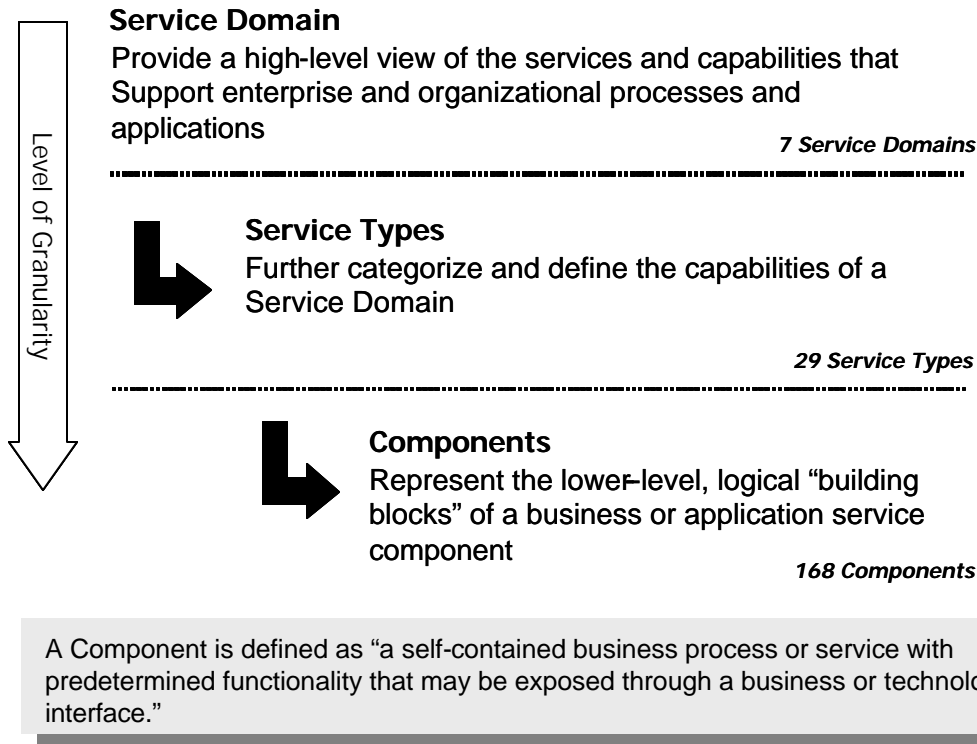 Service Domain
Provide a high-level view of the services and capabilities that
Support enterprise and organizational processes and
applications
7 Service Domains
Level of Granularity
Service Types
Further categorize and define the capabilities of a
Service Domain
29 Service Types
Components
Represent the lower-level, logical “building
blocks” of a business or application service
component
168 Components
A Component is defined as “a self-contained business process or service with
predetermined functionality that may be exposed through a business or
interface.”